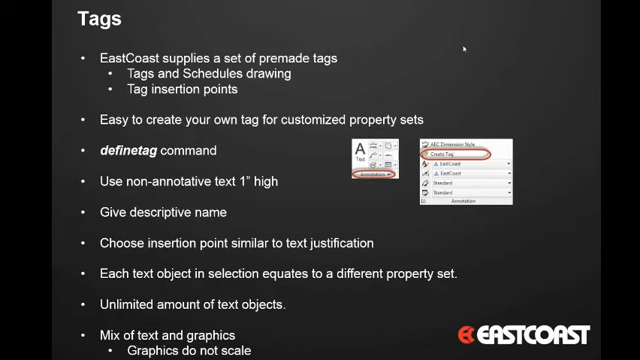 Tags
EastCoast supplies a set of premade tags
Tags and Schedules drawing
Tag insertion points
Easy to create your own tag for customized property sets
definetag command
A
Text
Annotation
AEC Dimension Style
Create Tag
EastCoast
EastCoast
Standard
Standard
Annotation
Use non-annotative text 1” high
Give descriptive name
Choose insertion point similar to text justification
Each text object in selection equates to a different property set.
Unlimited amount of text objects.
Mix of text and graphics
Graphics do not scale
EASTCOAST